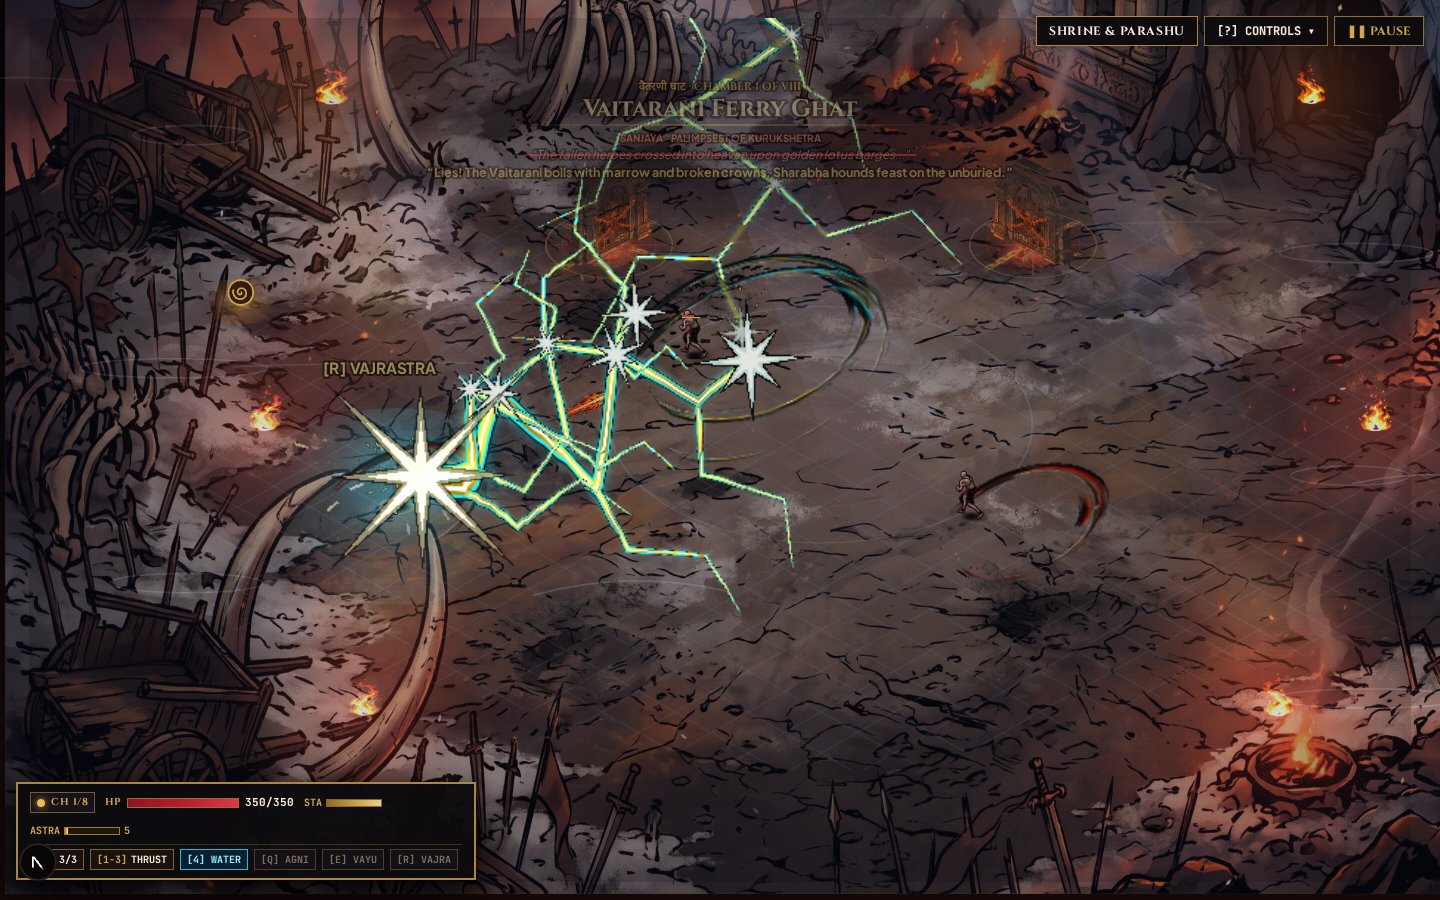 SHRINE & PARASHU
[?] CONTROLS ▾
❚❚ PAUSE
वैतरणी घाट · CHAMBER I OF VIII
VAITARANI FERRY GHAT
SANJAYA · PALIMPSEST OF KURUKSHETRA
"The fallen heroes crossed into heaven upon golden lotus barges..."
"Lies! The Vaitarani boils with marrow and broken crowns. Sharabha hounds feast on the unburied."
[R] VAJRASTRA
CH 1/8 HP 350/350 STA
ASTRA 5
3/3 [1-3] THRUST [4] WATER [Q] AGNI [E] VAYU [R] VAJRA